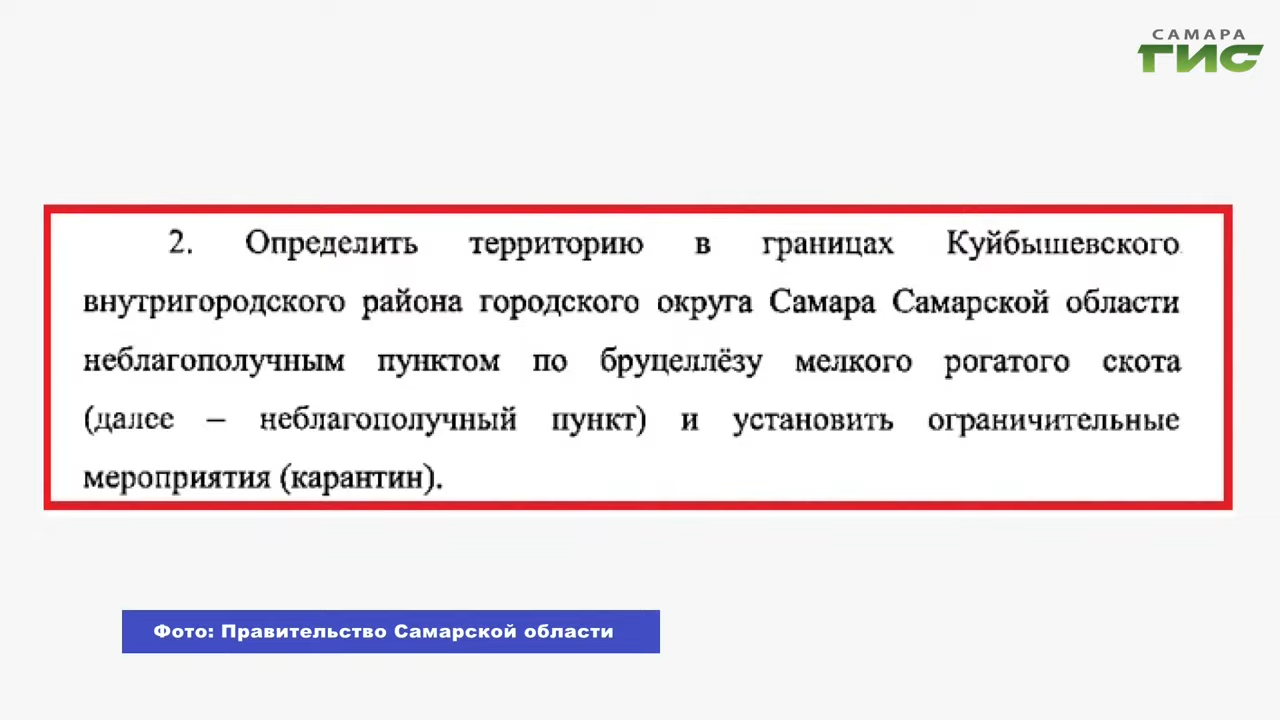 САМАРА
ГИС
2. Определить территорию в границах Куйбышевского
внутригородского района городского округа Самара Самарской области
неблагополучным пунктом по бруцеллёзу мелкого рогатого скота
(далее – неблагополучный пункт) и установить ограничительные
мероприятия (карантин).
Фото: Правительство Самарской области